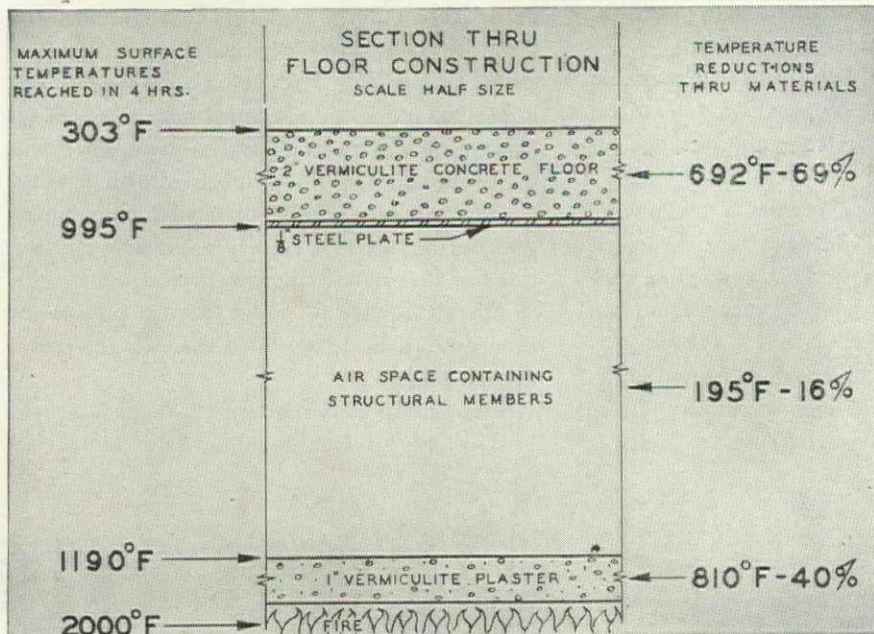 MAXIMUM SURFACE
TEMPERATURES
REACHED IN 4 HRS.
SECTION THRU
FLOOR CONSTRUCTION
SCALE HALF SIZE
TEMPERATURE
REDUCTIONS
THRU MATERIALS
303°F
2" VERMICULITE CONCRETE FLOOR
692°F-69%
995°F
1/8" STEEL PLATE
AIR SPACE CONTAINING
STRUCTURAL MEMBERS
195°F-16%
1190°F
1" VERMICULITE PLASTER
810°F-40%
2000°F
FIRE